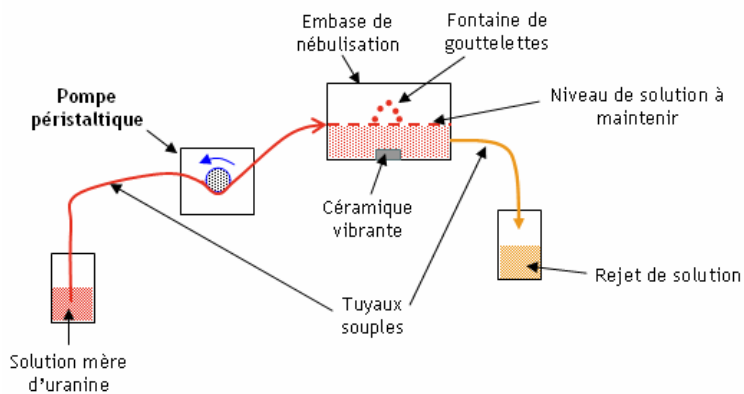 Embase de
nébulisation
Fontaine de
gouttelettes
Pompe
péristaltique
Niveau de solution à
maintenir
Céramique
vibrante
Rejet de solution
Tuyaux
souples
Solution mère
d'uranine